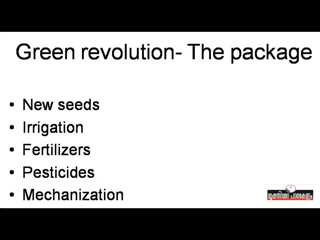 Green revolution- The package
• New seeds
• Irrigation
• Fertilizers
• Pesticides
• Mechanization